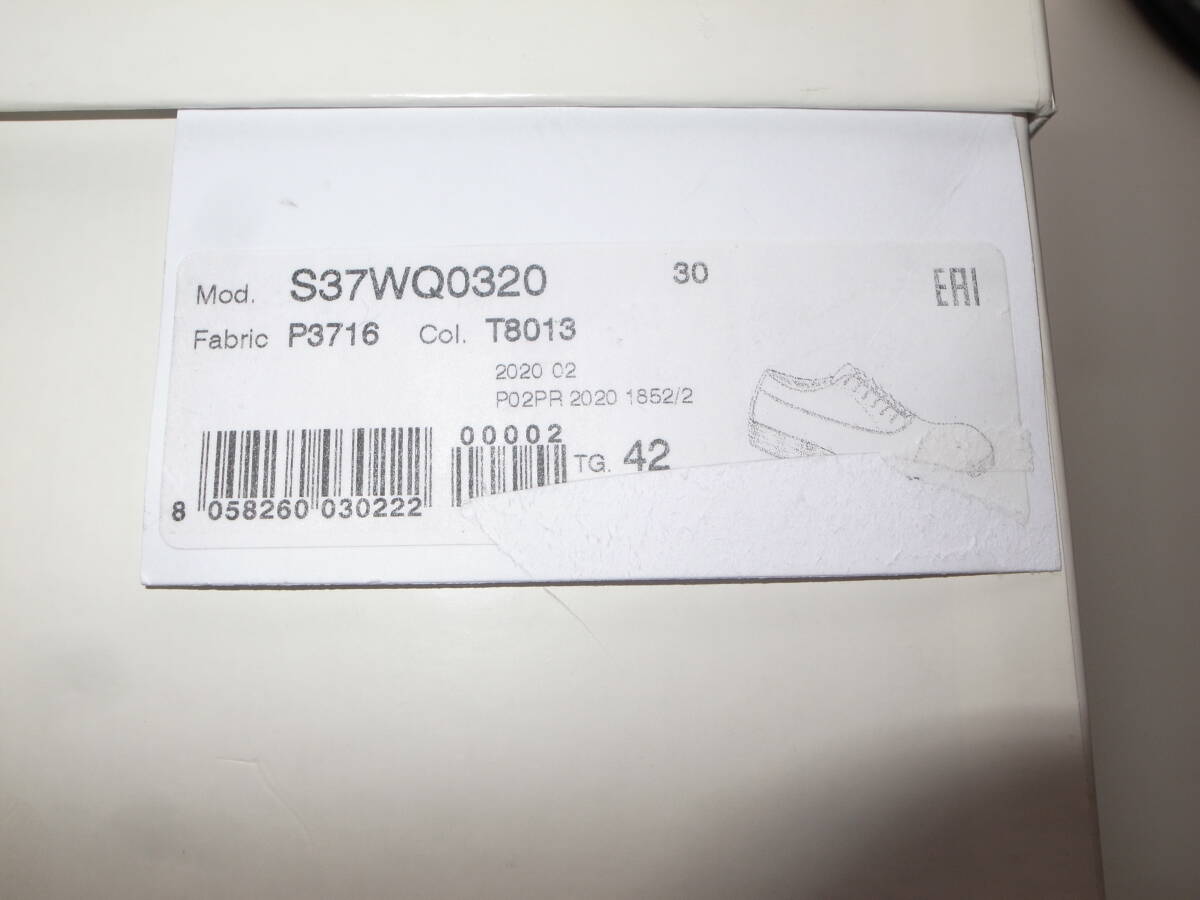 Mod. S37WQ0320 30
EAC
Fabric P3716 Col. T8013
2020 02
P02PR 2020 1852/2
00002
TG. 42
8 058260 030222